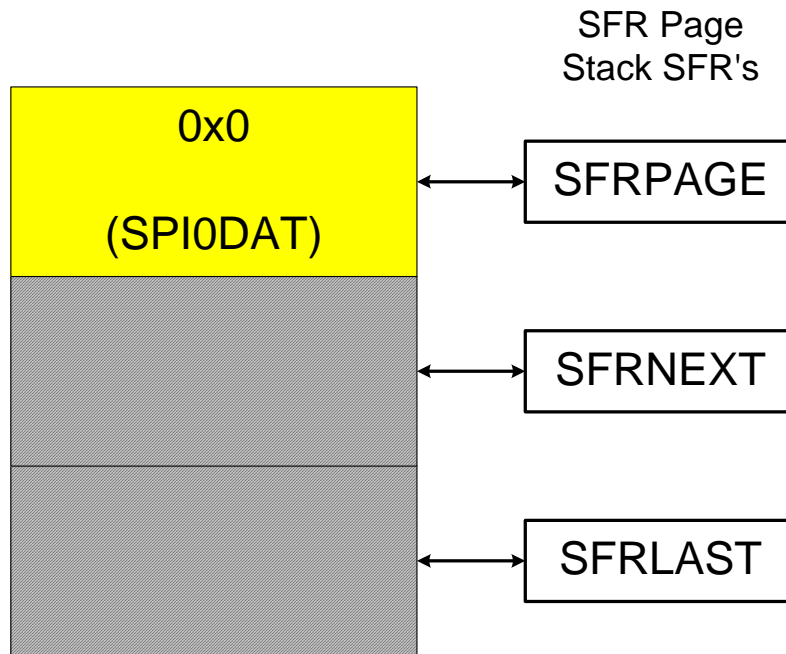 SFR Page
Stack SFR's
0x0
(SPI0DAT)
SFRPAGE
SFRNEXT
SFRLAST